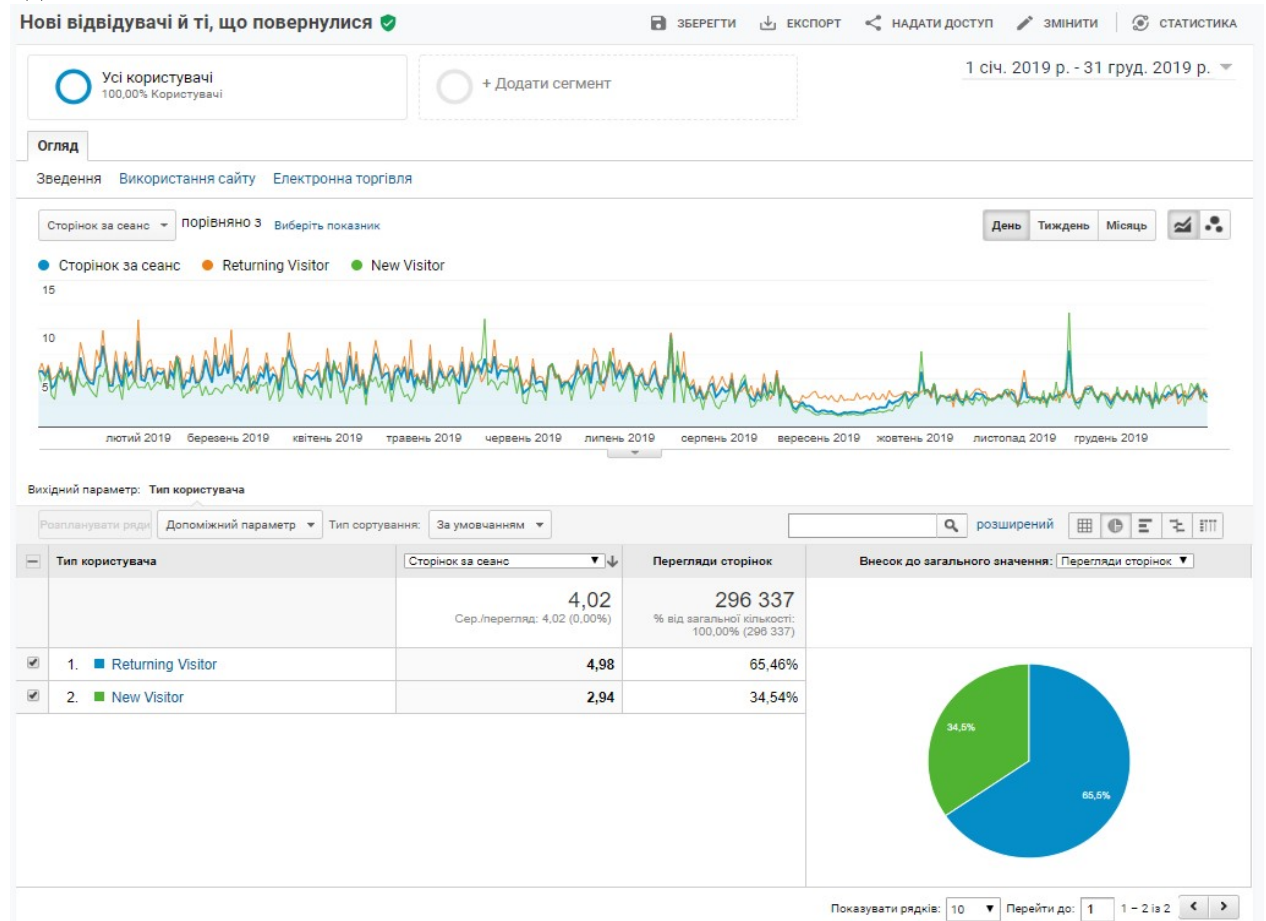 Нові відвідувачі й ті, що повернулися
ЗБЕРЕГТИ ЕКСПОРТ НАДАТИ ДОСТУП ЗМІНИТИ СТАТИСТИКА
Усі користувачі
100,00% Користувачі
+ Додати сегмент
1 січ. 2019 р. - 31 груд. 2019 р.
Огляд
Зведення Використання сайту Електронна торгівля
Сторінок за сеанс порівняно з Виберіть показник
День Тиждень Місяць
Сторінок за сеанс Returning Visitor New Visitor
15
10
5
лютий 2019 березень 2019 квітень 2019 травень 2019 червень 2019 липень 2019 серпень 2019 вересень 2019 жовтень 2019 листопад 2019 грудень 2019
Вихідний параметр: Тип користувача
Розпланувати ряди Допоміжний параметр Тип сортування: За умовчанням розширений
Тип користувача Сторінок за сеанс Перегляди сторінок Внесок до загального значення: Перегляди сторінок
4,02 296 337
Сер./перегляд: 4,02 (0,00%) % від загальної кількості:
100,00% (296 337)
1. Returning Visitor 4,98 65,46%
2. New Visitor 2,94 34,54%
34,5%
65,5%
Показувати рядків: 10 Перейти до: 1 1 – 2 із 2